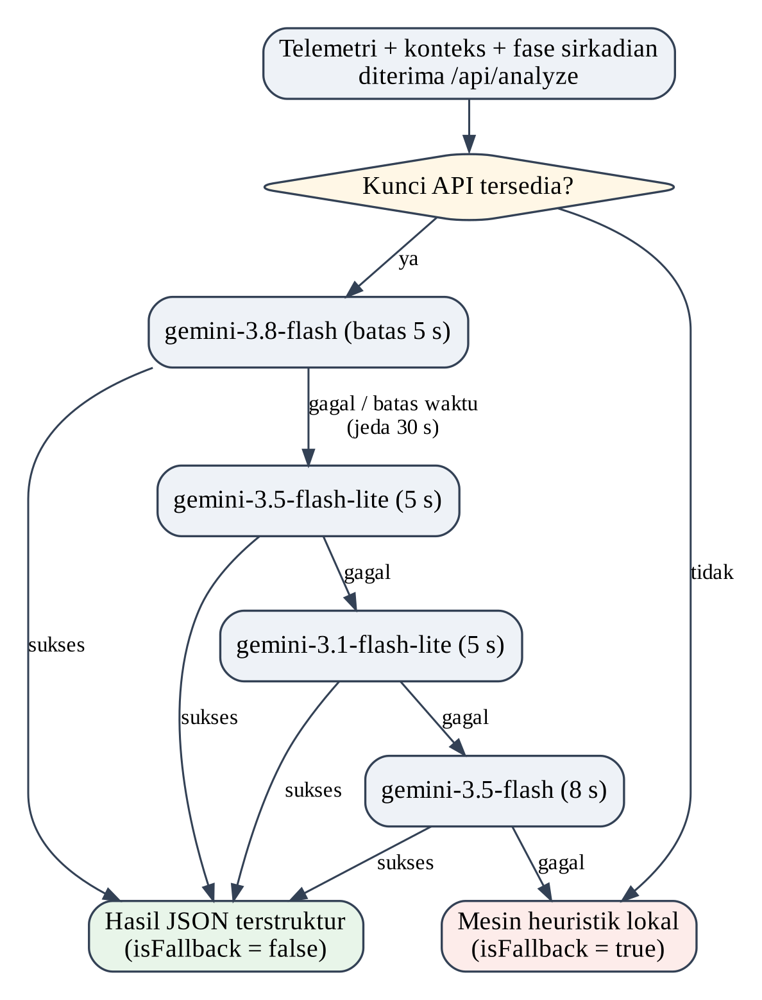 Telemetri + konteks + fase sirkadian
diterima /api/analyze
Kunci API tersedia?
ya
gemini-3.8-flash (batas 5 s)
gagal / batas waktu
(jeda 30 s)
gemini-3.5-flash-lite (5 s)
gagal
tidak
gemini-3.1-flash-lite (5 s)
sukses
sukses
gagal
sukses
gemini-3.5-flash (8 s)
sukses
gagal
Hasil JSON terstruktur
(isFallback = false)
Mesin heuristik lokal
(isFallback = true)